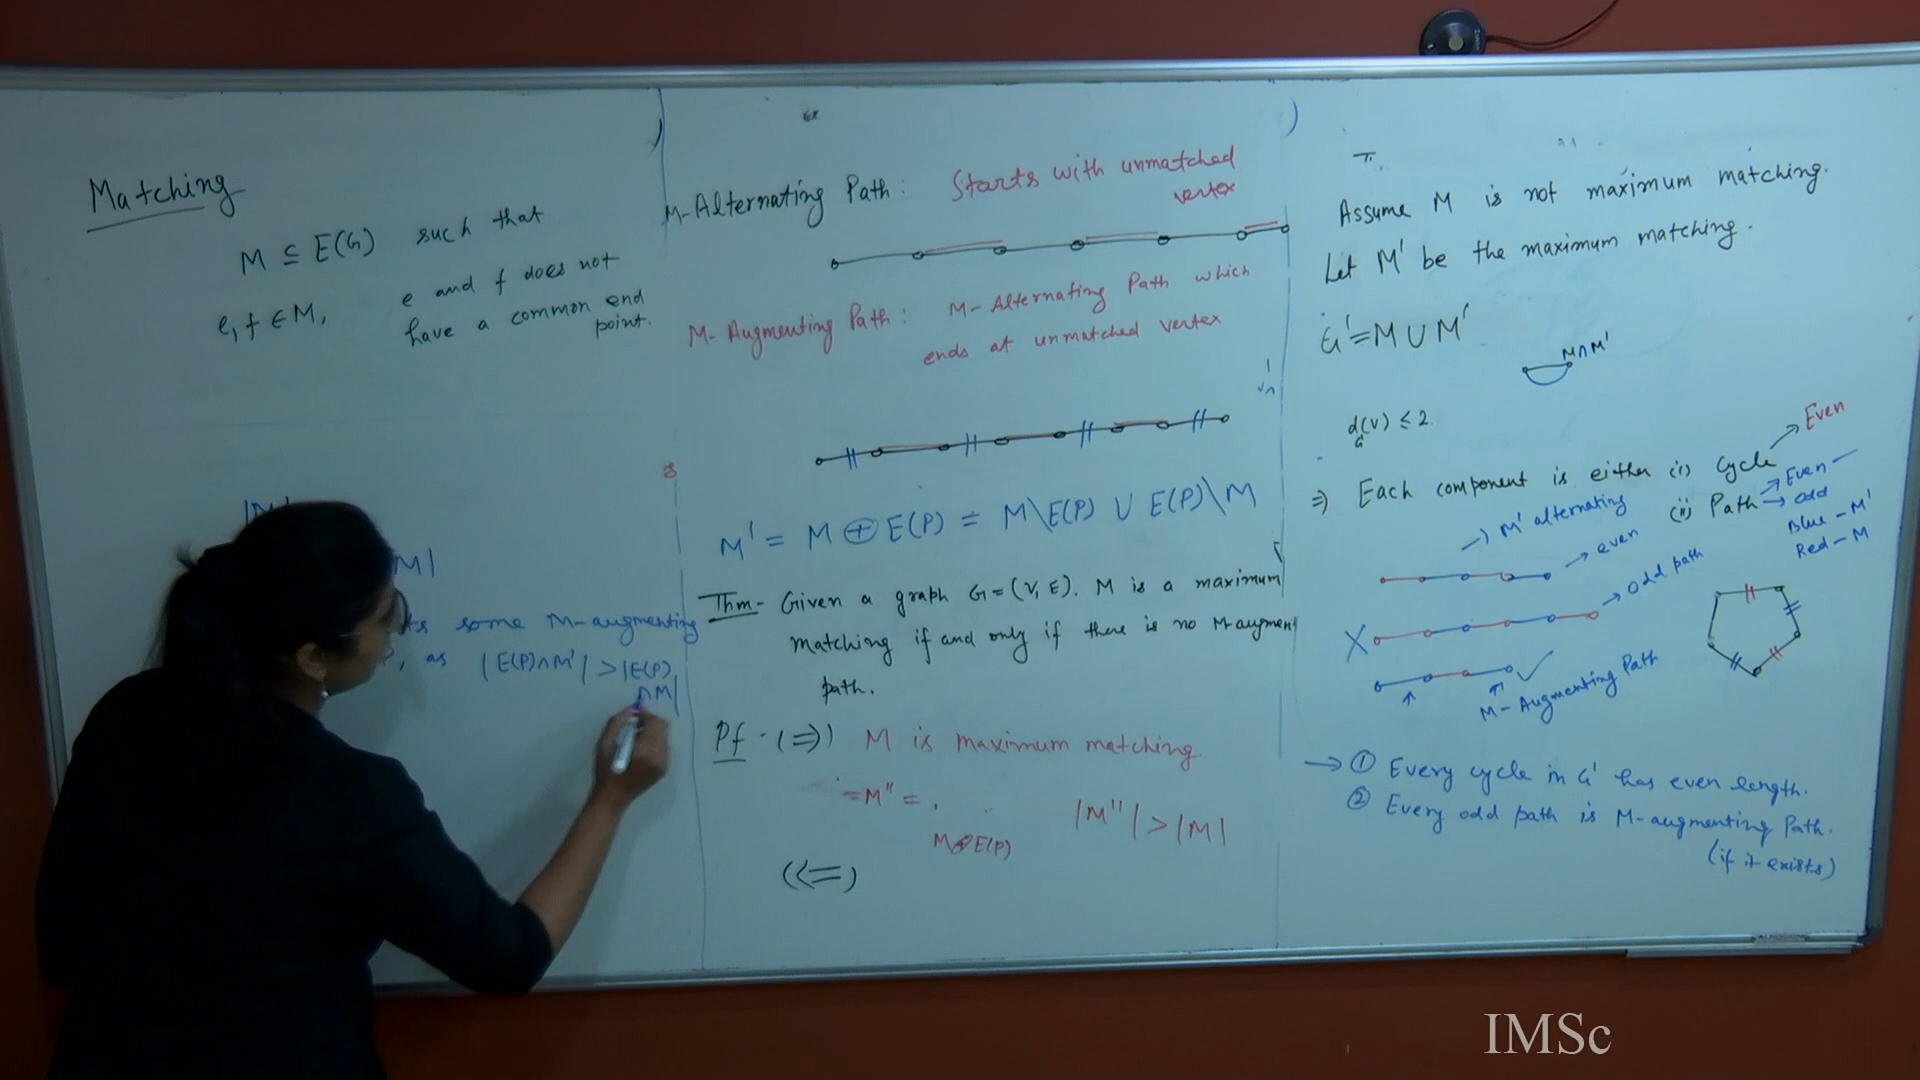 Matching
M ⊆ E(G) such that
e, f ∈ M, e and f does not
have a common end
point.
M|
some M-augmenting
, as |E(P)∩M'| > |E(P)
∩M|
M-Alternating Path : Starts with unmatched
vertex
M-Augmenting Path : M-Alternating Path which
ends at unmatched vertex
M' = M ⊕ E(P) = M\E(P) ∪ E(P)\M
Thm- Given a graph G=(V, E). M is a maximum
matching if and only if there is no M-augment
path.
Pf - (⇒) M is maximum matching.
=M" = .
M⊕E(P) |M"| > |M|
(⇐)
Assume M is not maximum matching.
Let M' be the maximum matching.
G'=M ∪ M'
M∩M'
d(v) ≤ 2
G
⇒ Each component is either (i) Cycle → Even
(ii) Path → Even
→ odd
→ M' alternating
Blue - M'
Red - M
→ even
→ odd path
X
✓
M-Augmenting Path
→ ① Every cycle in G' has even length.
② Every odd path is M-augmenting Path.
(if it exists)
IMSc